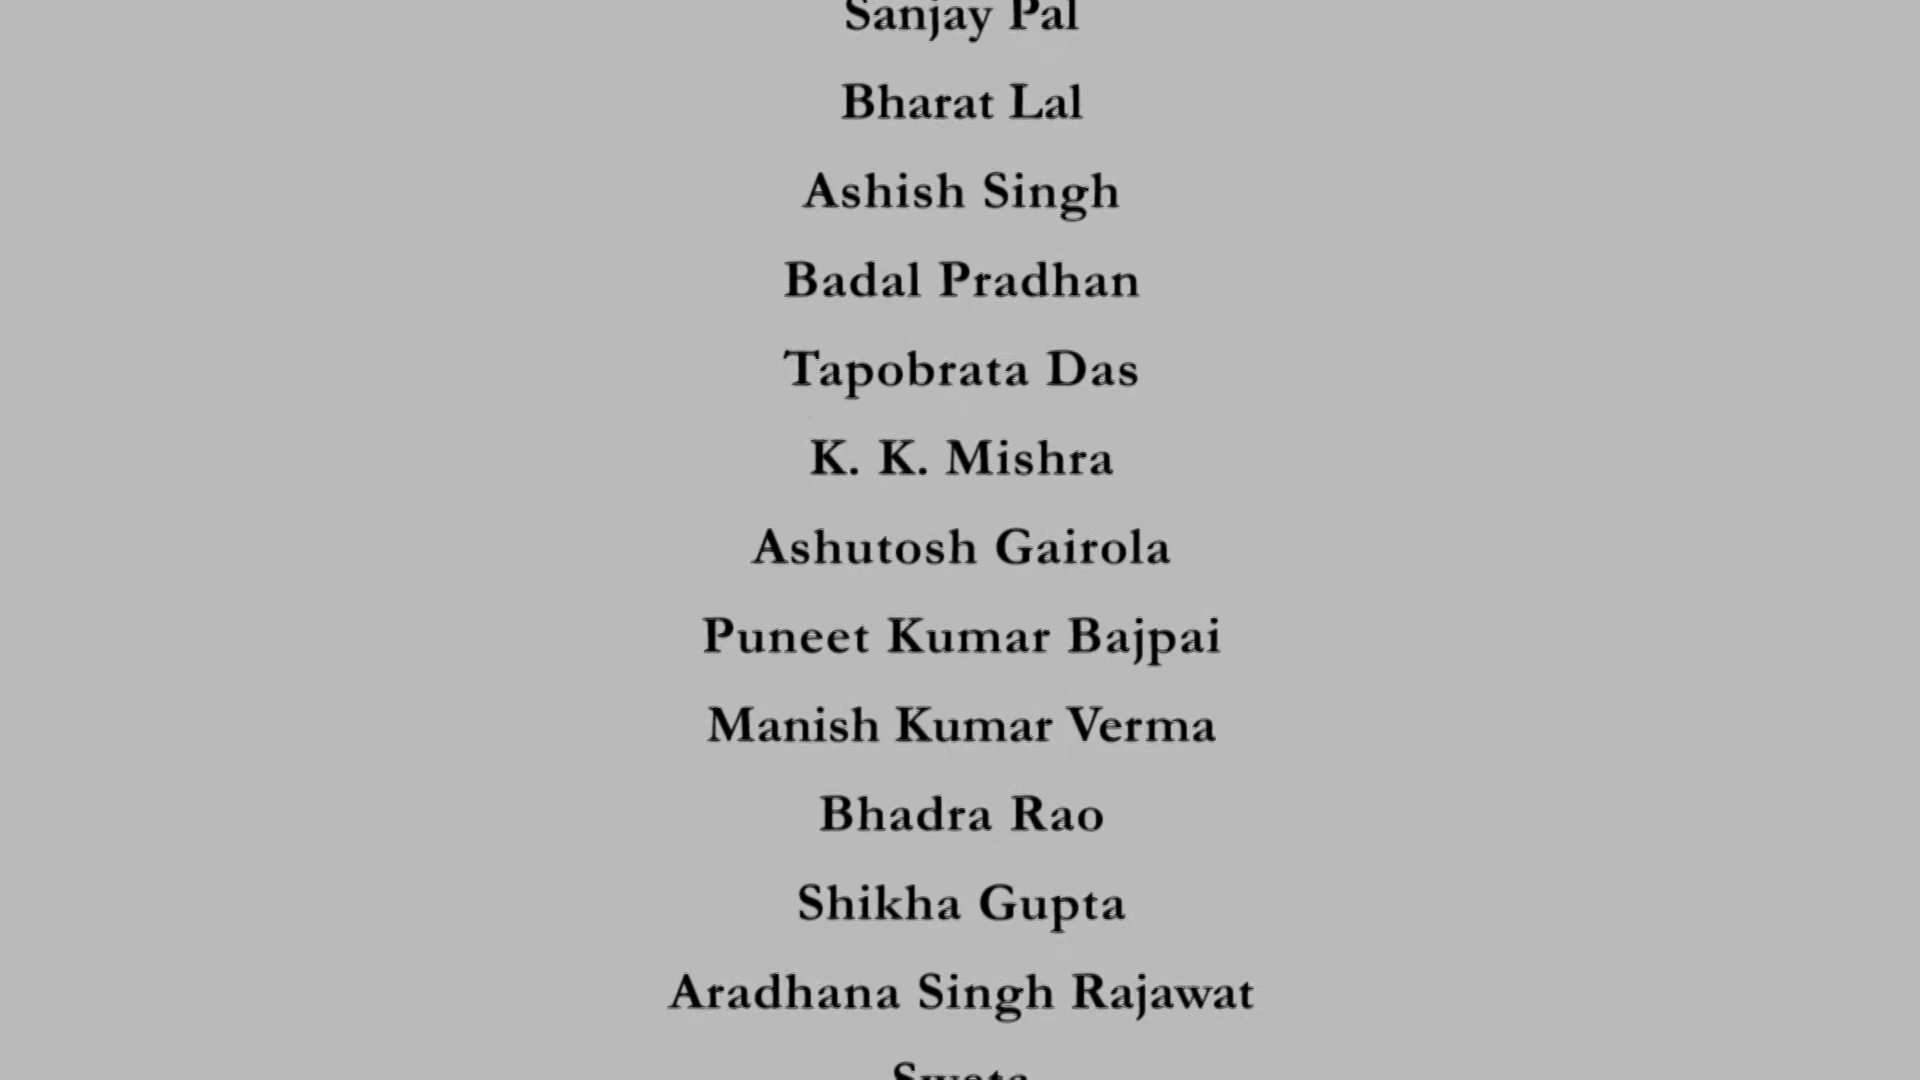 Sanjay Pal
Bharat Lal
Ashish Singh
Badal Pradhan
Tapobrata Das
K. K. Mishra
Ashutosh Gairola
Puneet Kumar Bajpai
Manish Kumar Verma
Bhadra Rao
Shikha Gupta
Aradhana Singh Rajawat